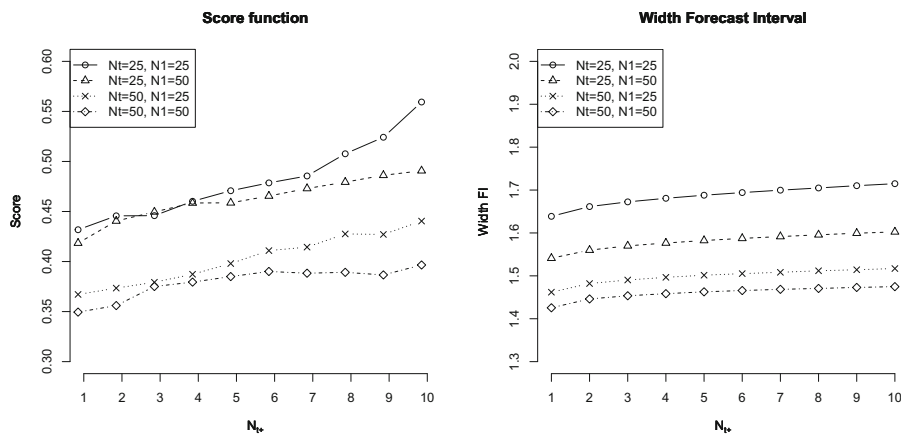 Score function
Score
0.60
0.55
0.50
0.45
0.40
0.35
0.30
Nt=25, N1=25
Nt=25, N1=50
Nt=50, N1=25
Nt=50, N1=50
1 2 3 4 5 6 7 8 9 10
Nt+
Width Forecast Interval
Width FI
2.0
1.9
1.8
1.7
1.6
1.5
1.4
1.3
Nt=25, N1=25
Nt=25, N1=50
Nt=50, N1=25
Nt=50, N1=50
1 2 3 4 5 6 7 8 9 10
Nt+